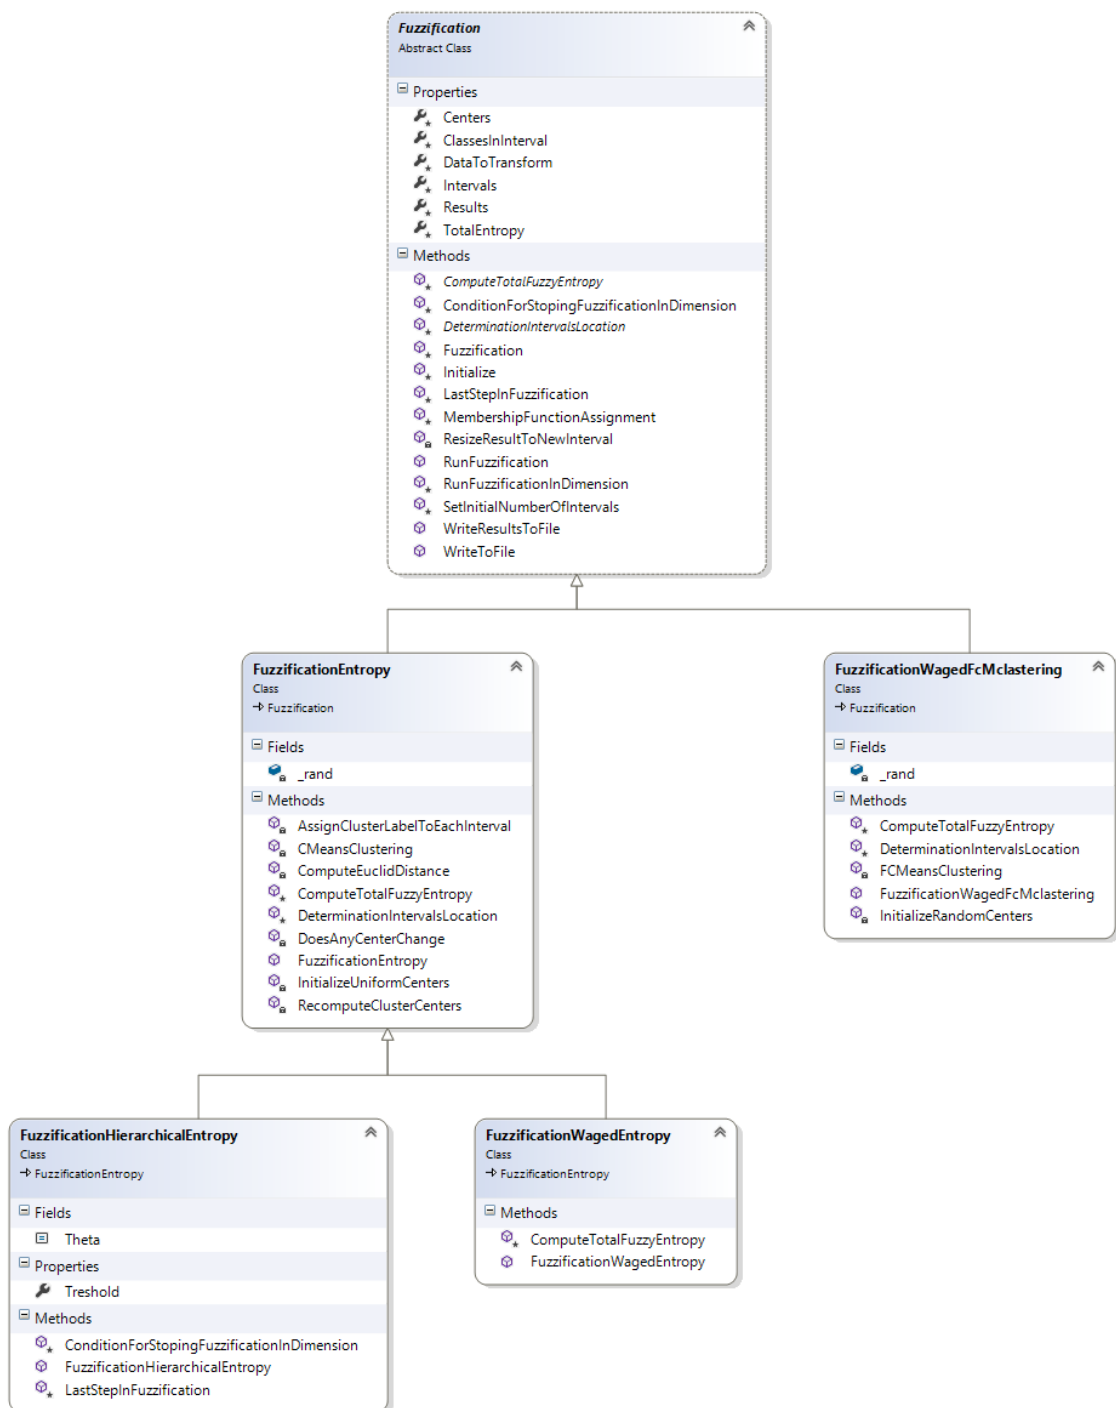 Fuzzification
Abstract Class
Properties
Centers
ClassesInInterval
DataToTransform
Intervals
Results
TotalEntropy
Methods
ComputeTotalFuzzyEntropy
ConditionForStopingFuzzificationInDimension
DeterminationIntervalsLocation
Fuzzification
Initialize
LastStepInFuzzification
MembershipFunctionAssignment
ResizeResultToNewInterval
RunFuzzification
RunFuzzificationInDimension
SetInitialNumberOfIntervals
WriteResultsToFile
WriteToFile
FuzzificationEntropy
Class
Fuzzification
Fields
_rand
Methods
AssignClusterLabelToEachInterval
CMeansClustering
ComputeEuclidDistance
ComputeTotalFuzzyEntropy
DeterminationIntervalsLocation
DoesAnyCenterChange
FuzzificationEntropy
InitializeUniformCenters
RecomputeClusterCenters
FuzzificationWagedFcMclastering
Class
Fuzzification
Fields
_rand
Methods
ComputeTotalFuzzyEntropy
DeterminationIntervalsLocation
FCMeansClustering
FuzzificationWagedFcMclastering
InitializeRandomCenters
FuzzificationHierarchicalEntropy
Class
FuzzificationEntropy
Fields
Theta
Properties
Treshold
Methods
ConditionForStopingFuzzificationInDimension
FuzzificationHierarchicalEntropy
LastStepInFuzzification
FuzzificationWagedEntropy
Class
FuzzificationEntropy
Methods
ComputeTotalFuzzyEntropy
FuzzificationWagedEntropy